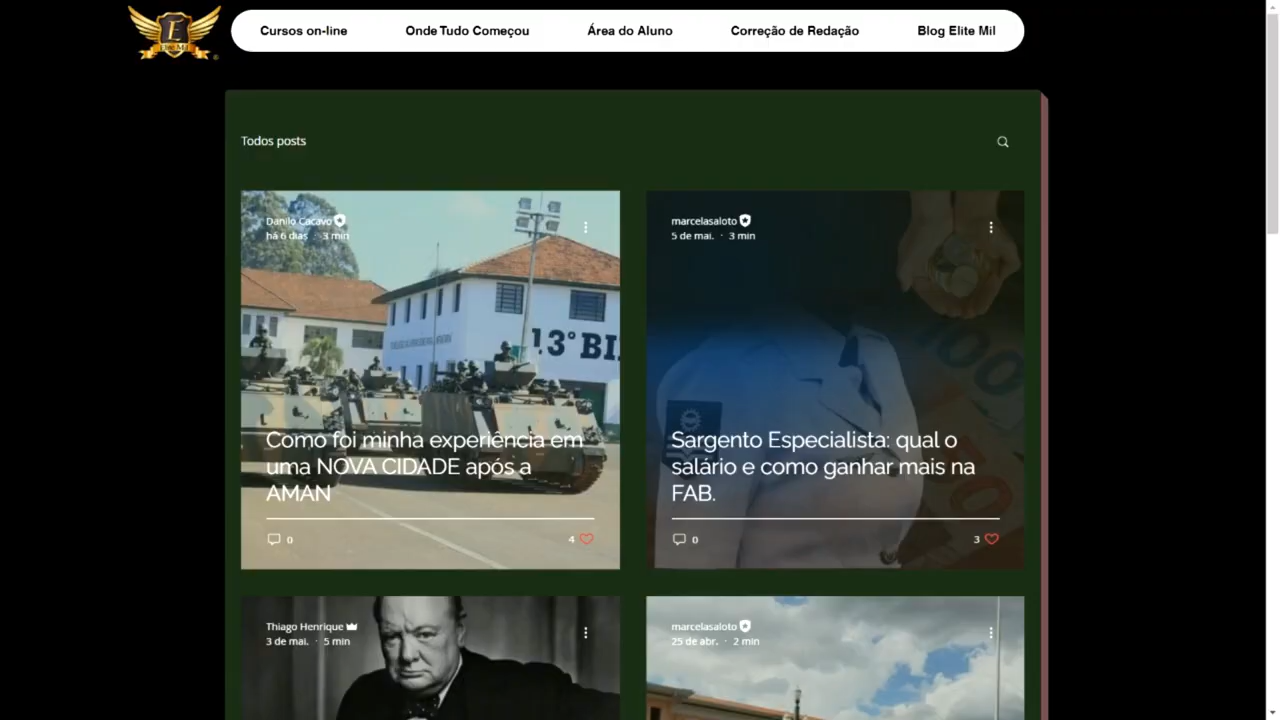 Cursos on-line
Onde Tudo Começou
Área do Aluno
Correção de Redação
Blog Elite Mil
Todos posts
Danilo Cacavo
há 6 dias · 3 min
13° BI
Como foi minha experiência em
uma NOVA CIDADE após a
AMAN
0
4
marcelasaloto
5 de mai. · 3 min
100
Sargento Especialista: qual o
salário e como ganhar mais na
FAB.
0
3
Thiago Henrique
3 de mai. · 5 min
marcelasaloto
25 de abr. · 2 min